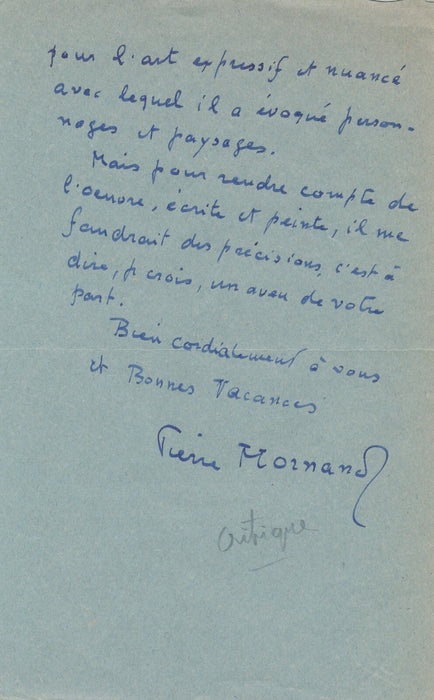 pour l'art expressif et nuancé
avec lequel il a évoqué person-
nages et paysages.
Mais pour rendre compte de
l'oeuvre, écrite et peinte, il me
faudrait des précisions, c'est à
dire, je crois, un aveu de votre
part.
Bien cordialement à vous
et Bonnes Vacances
Pierre Mornand
Critique